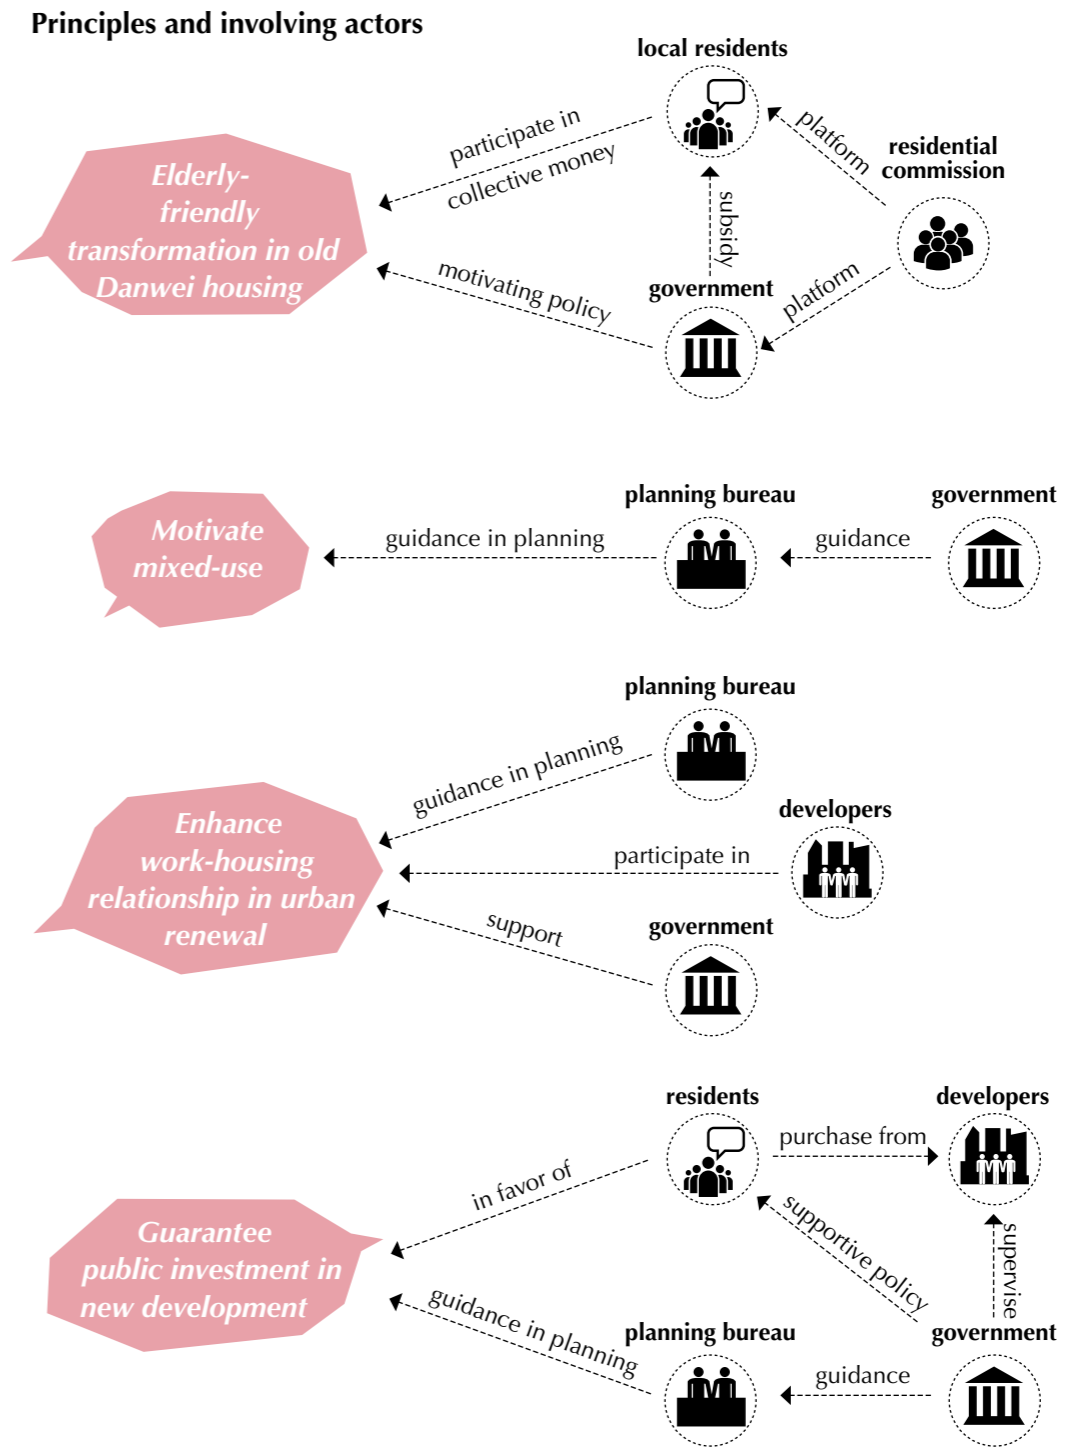 Principles and involving actors
local residents
participate in
collective money
platform
residential
commission
Elderly-
friendly
transformation in old
Danwei housing
subsidy
motivating policy
government
platform
planning bureau
government
Motivate
mixed-use
guidance in planning
guidance
planning bureau
guidance in planning
developers
Enhance
work-housing
relationship in urban
renewal
participate in
support
government
residents
developers
purchase from
in favor of
supportive policy
supervise
Guarantee
public investment in
new development
guidance in planning
planning bureau
government
guidance